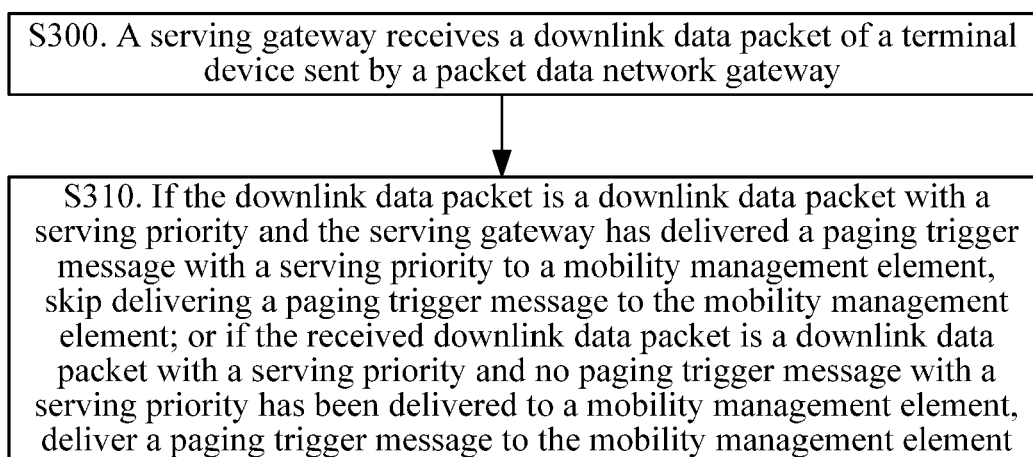 S300. A serving gateway receives a downlink data packet of a terminal
device sent by a packet data network gateway
S310. If the downlink data packet is a downlink data packet with a
serving priority and the serving gateway has delivered a paging trigger
message with a serving priority to a mobility management element,
skip delivering a paging trigger message to the mobility management
element; or if the received downlink data packet is a downlink data
packet with a serving priority and no paging trigger message with a
serving priority has been delivered to a mobility management element,
deliver a paging trigger message to the mobility management element